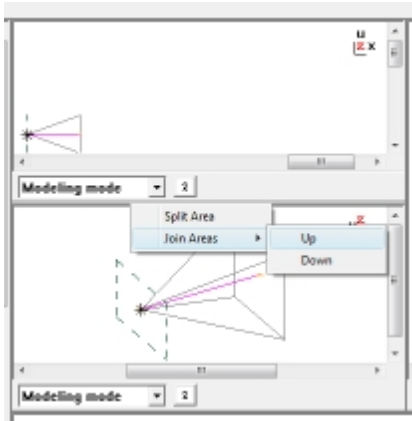 u
z x
Modeling mode 2
Split Area
Join Areas
Up
Down
z
Modeling mode 2